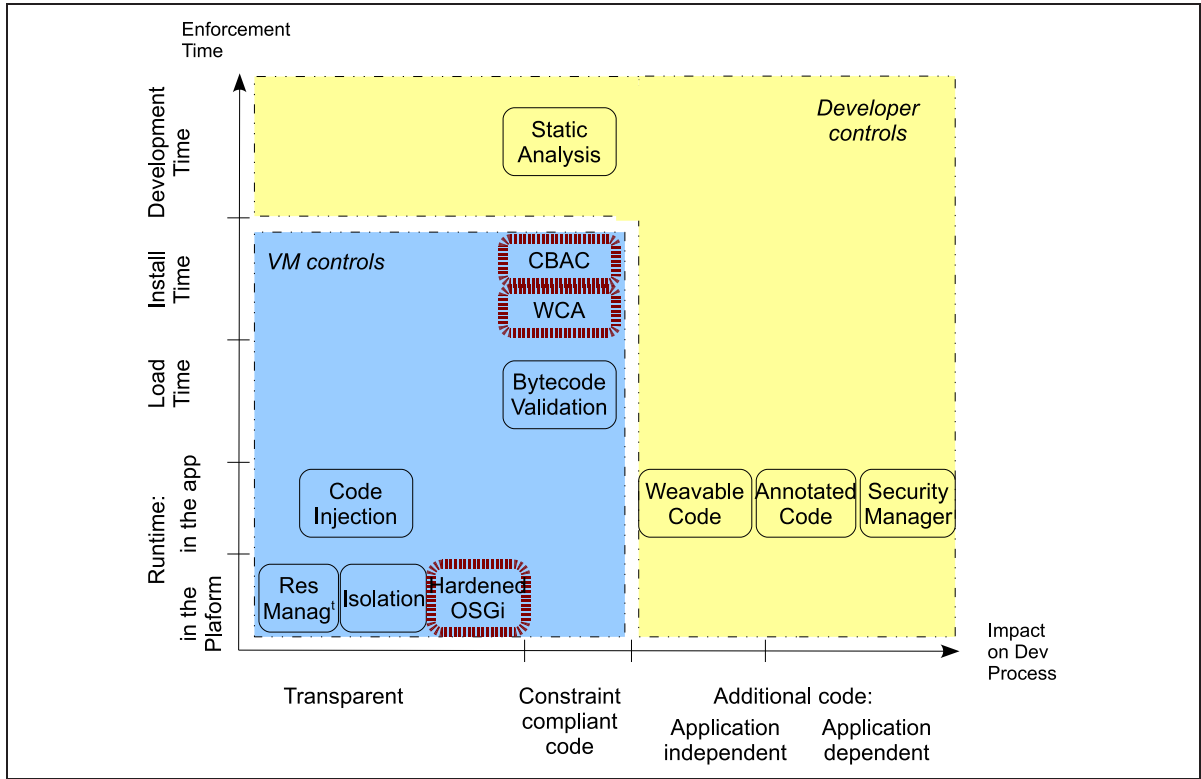 Enforcement
Time
Development
Time
Install
Time
Load
Time
Runtime:
in the app
in the
Plaform
Developer
controls
Static
Analysis
VM controls
CBAC
WCA
Bytecode
Validation
Code
Injection
Weavable
Code
Annotated
Code
Security
Manager
Res
Managᵗ
Isolation
Hardened
OSGi
Impact
on Dev
Process
Transparent
Constraint
compliant
code
Additional code:
Application
independent
Application
dependent